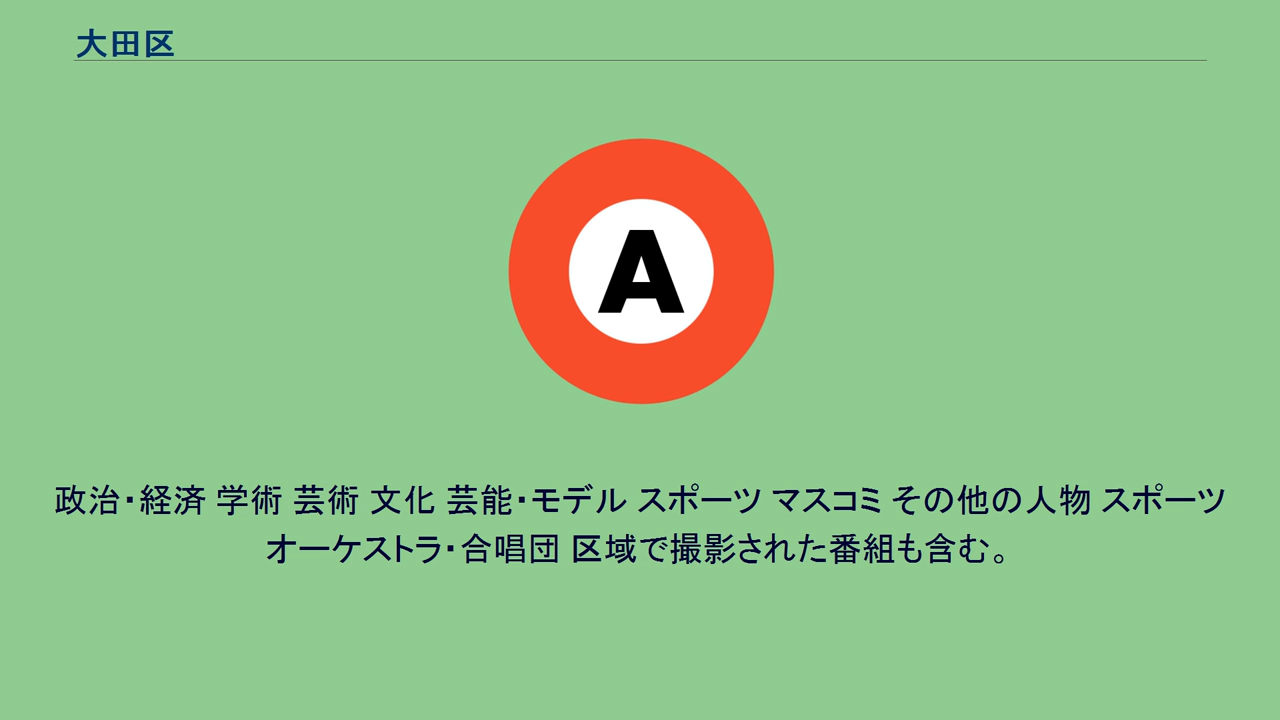 大田区
A
政治・経済 学術 芸術 文化 芸能・モデル スポーツ マスコミ その他の人物 スポーツ
オーケストラ・合唱団 区域で撮影された番組も含む。